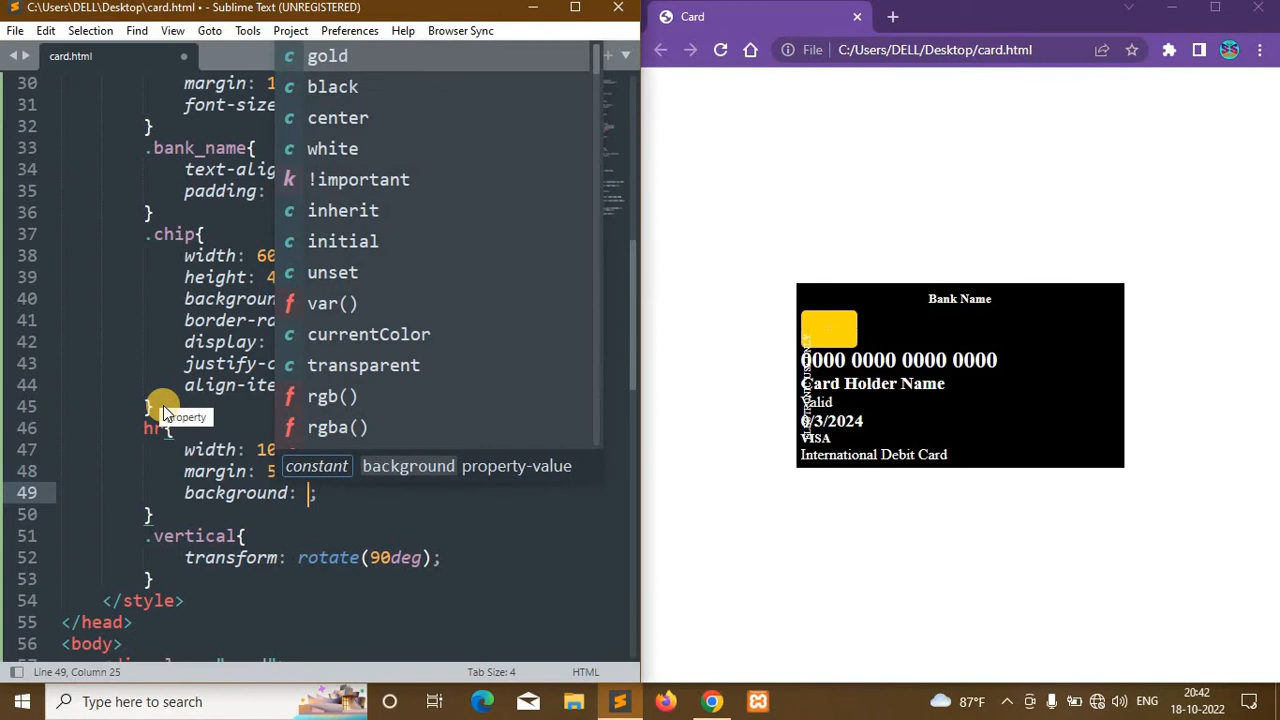 C:\Users\DELL\Desktop\card.html • - Sublime Text (UNREGISTERED)
File Edit Selection Find View Goto Tools Project Preferences Help Browser Sync
card.html
30 margin: 1
31 font-size
32 }
33 .bank_name{
34 text-alig
35 padding:
36 }
37 .chip{
38 width: 60
39 height: 4
40 background
41 border-ra
42 display:
43 justify-c
44 align-ite
45 }
46 hr{
47 width: 10
48 margin: 5
49 background: ;
50 }
51 .vertical{
52 transform: rotate(90deg);
53 }
54 </style>
55 </head>
56 <body>
c gold
c black
c center
c white
k !important
c inherit
c initial
c unset
f var()
c currentColor
c transparent
f rgb()
f rgba()
constant background property-value
Line 49, Column 25
Tab Size: 4
HTML
Card
File C:/Users/DELL/Desktop/card.html
Bank Name
0000 0000 0000 0000
Card Holder Name
Valid
6/3/2024
VISA
International Debit Card
Type here to search
87°F
ENG
20:42
18-10-2022